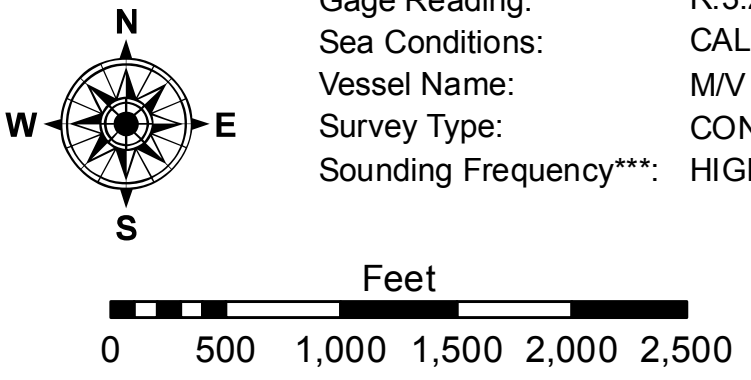 N
W E
S
Gage Reading:
Sea Conditions: CAL
Vessel Name: M/V
Survey Type: CON
Sounding Frequency***: HIGH
Feet
0 500 1,000 1,500 2,000 2,500